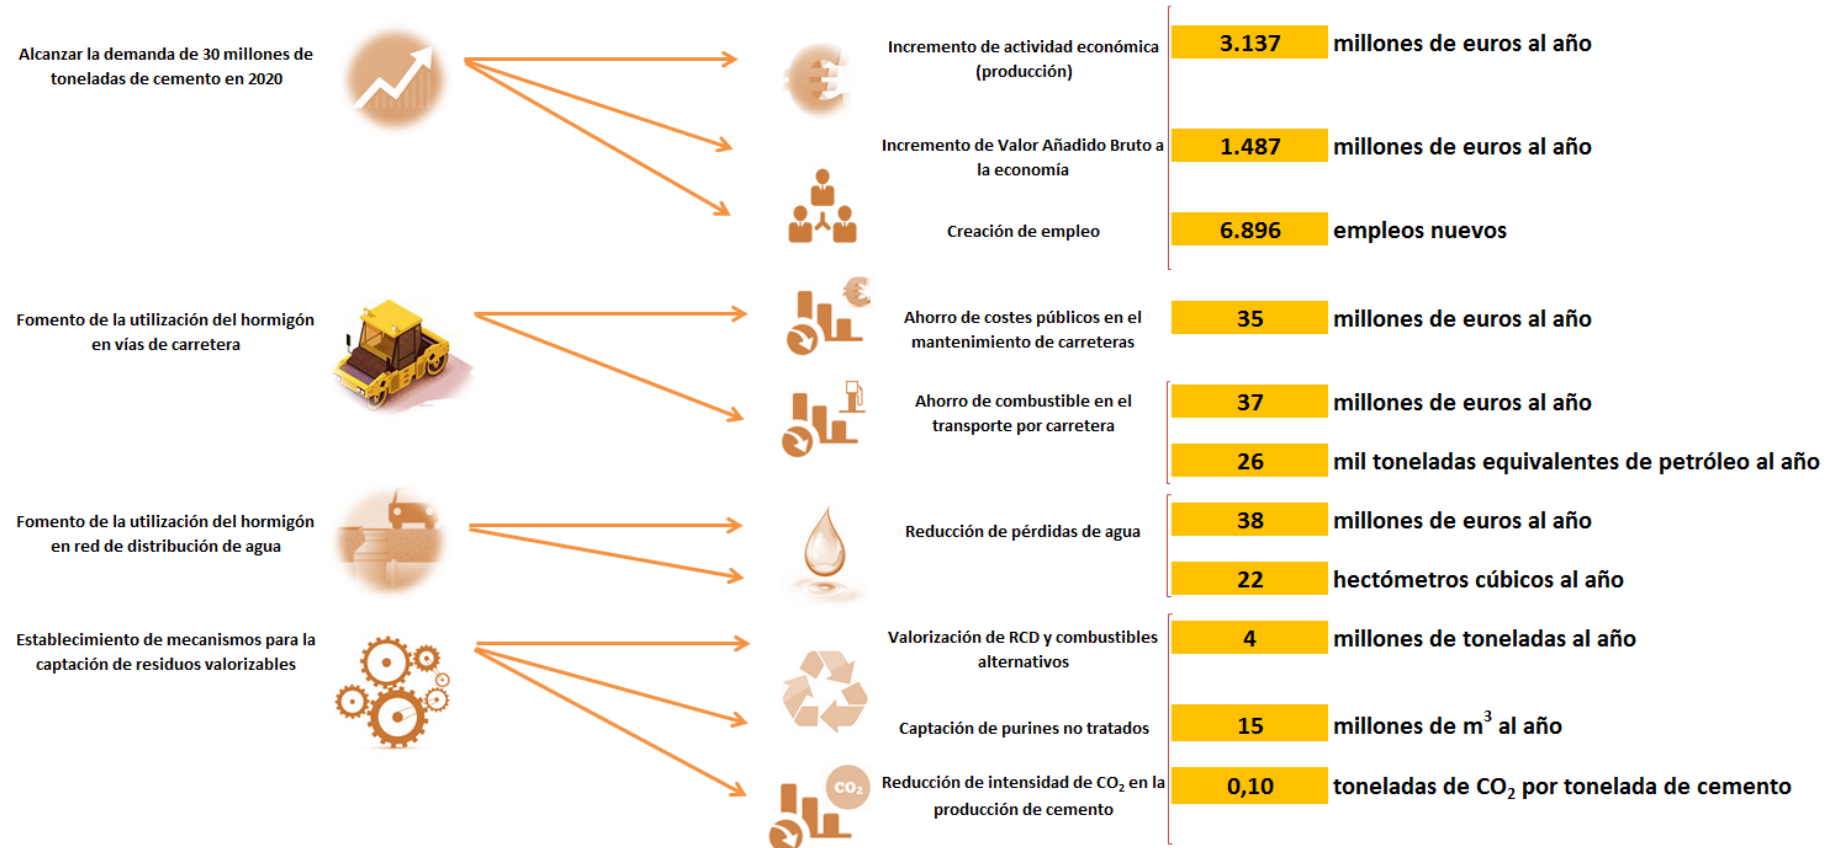 Alcanzar la demanda de 30 millones de
toneladas de cemento en 2020
Incremento de actividad económica
(producción)
3.137 millones de euros al año
Incremento de Valor Añadido Bruto a
la economía
1.487 millones de euros al año
Creación de empleo
6.896 empleos nuevos
Fomento de la utilización del hormigón
en vías de carretera
Ahorro de costes públicos en el
mantenimiento de carreteras
35 millones de euros al año
Ahorro de combustible en el
transporte por carretera
37 millones de euros al año
26 mil toneladas equivalentes de petróleo al año
Fomento de la utilización del hormigón
en red de distribución de agua
Reducción de pérdidas de agua
38 millones de euros al año
22 hectómetros cúbicos al año
Establecimiento de mecanismos para la
captación de residuos valorizables
Valorización de RCD y combustibles
alternativos
4 millones de toneladas al año
Captación de purines no tratados
15 millones de m³ al año
CO₂
Reducción de intensidad de CO₂ en la
producción de cemento
0,10 toneladas de CO₂ por tonelada de cemento